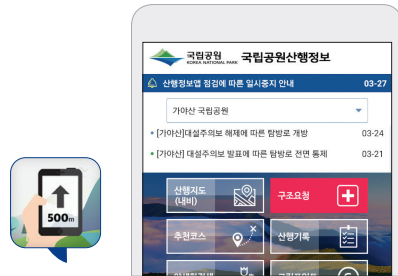 국립공원 국립공원산행정보
KOREA NATIONAL PARK
산행정보앱 점검에 따른 일시중지 안내 03-27
가야산 국립공원
• [가야산]대설주의보 해제에 따른 탐방로 개방 03-24
• [가야산] 대설주의보 발표에 따른 탐방로 전면 통제 03-21
산행지도 (내비)
구조요청
500m
추천코스
산행기록